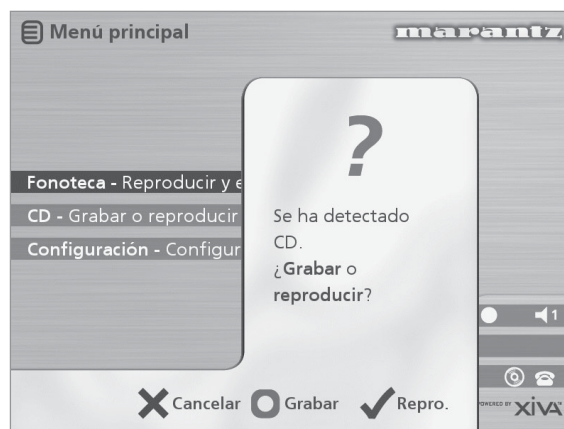 Menú principal
marantz
Fonoteca - Reproducir y e
CD - Grabar o reproducir
Configuración - Configur
?
Se ha detectado
CD.
¿Grabar o
reproducir?
1
Cancelar Grabar Repro.
POWERED BY XiVA™